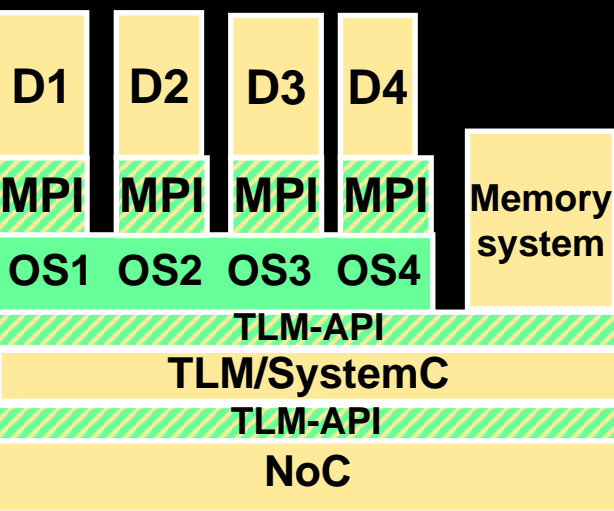 D1 D2 D3 D4
MPI MPI MPI MPI
Memory
system
OS1 OS2 OS3 OS4
TLM-API
TLM/SystemC
TLM-API
NoC